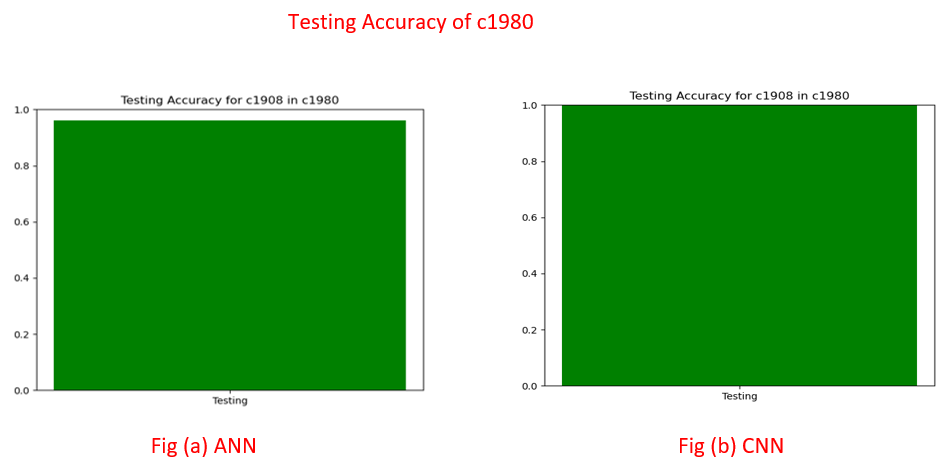 Testing Accuracy of c1980
Testing Accuracy for c1908 in c1980
1.0
0.8
0.6
0.4
0.2
0.0
Testing
Fig (a) ANN
Testing Accuracy for c1908 in c1980
1.0
0.8
0.6
0.4
0.2
0.0
Testing
Fig (b) CNN